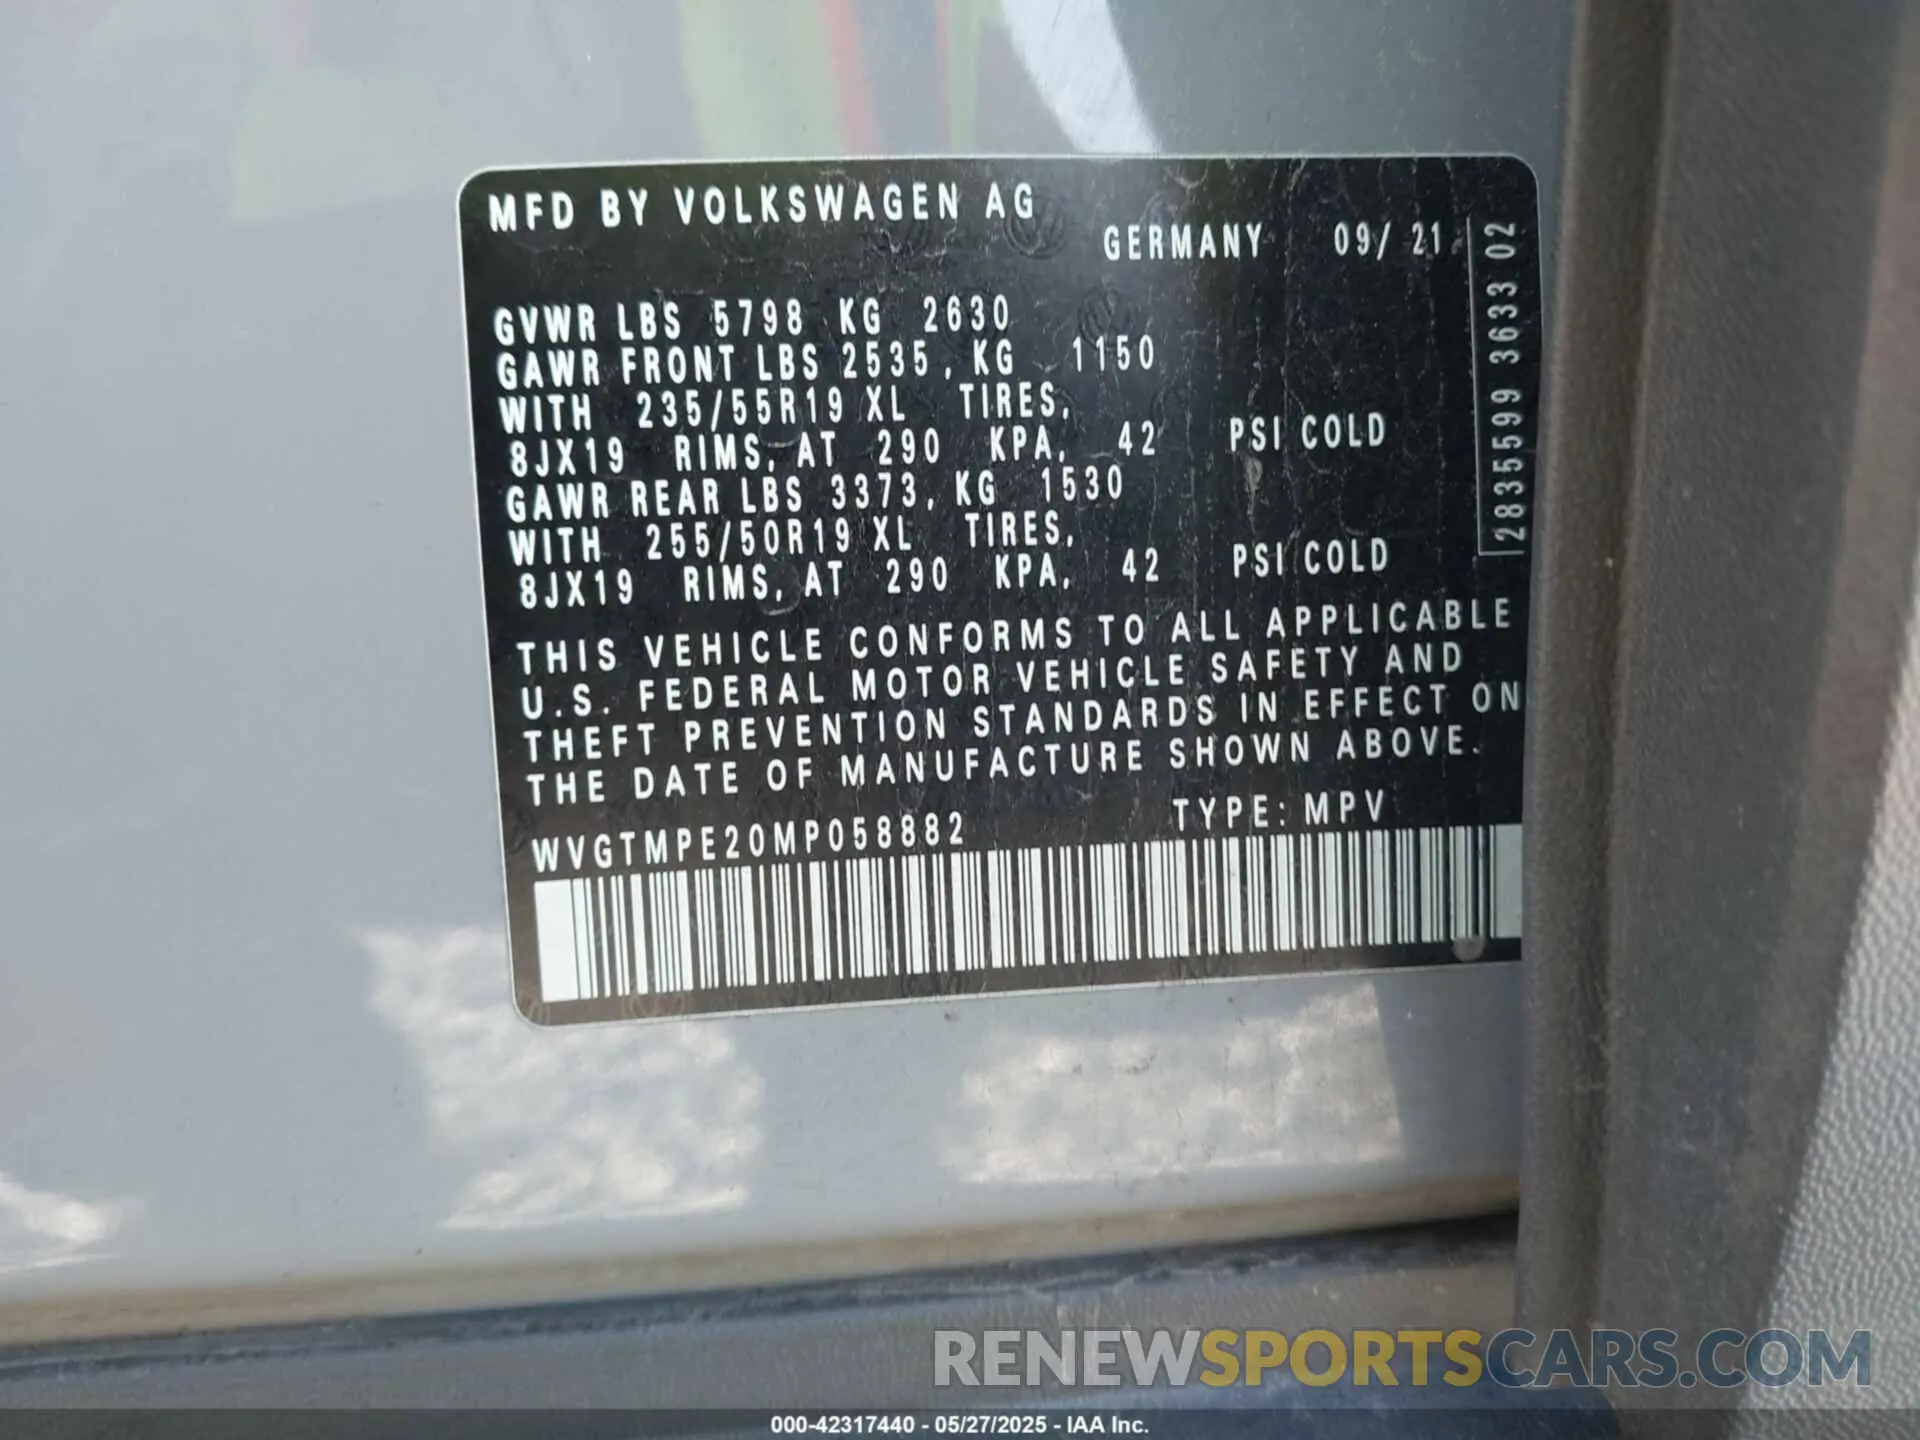 MFD BY VOLKSWAGEN AG
GERMANY 09/ 21
GVWR LBS 5798 KG 2630
GAWR FRONT LBS 2535, KG 1150
WITH 235/55R19 XL TIRES,
8JX19 RIMS, AT 290 KPA, 42 PSI COLD
GAWR REAR LBS 3373, KG 1530
WITH 255/50R19 XL TIRES,
8JX19 RIMS, AT 290 KPA, 42 PSI COLD
THIS VEHICLE CONFORMS TO ALL APPLICABLE
U.S. FEDERAL MOTOR VEHICLE SAFETY AND
THEFT PREVENTION STANDARDS IN EFFECT ON
THE DATE OF MANUFACTURE SHOWN ABOVE.
WVGTMPE20MP058882 TYPE: MPV
2835599 3633 02
RENEWSPORTSCARS.COM
000-42317440 - 05/27/2025 - IAA Inc.